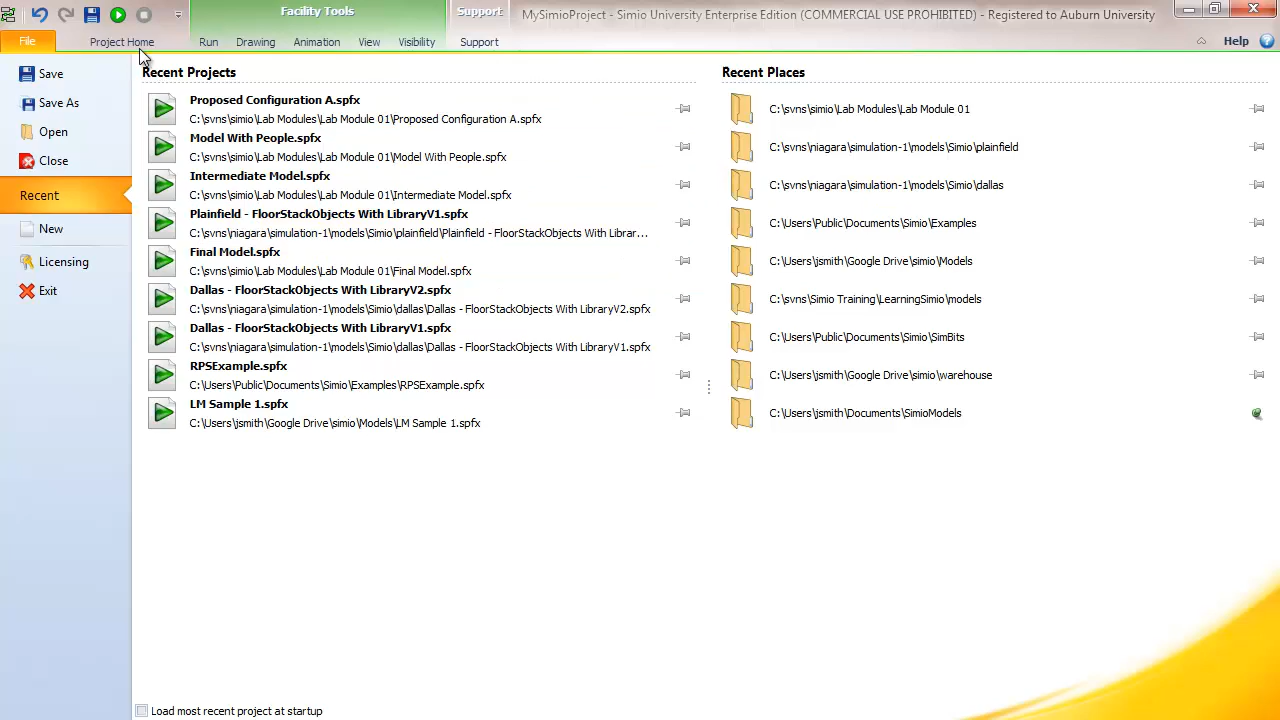 Facility Tools
Support
MySimioProject - Simio University Enterprise Edition (COMMERCIAL USE PROHIBITED) - Registered to Auburn University
File
Project Home
Run
Drawing
Animation
View
Visibility
Support
Help
Save
Save As
Open
Close
Recent
New
Licensing
Exit
Recent Projects
Proposed Configuration A.spfx
C:\svns\simio\Lab Modules\Lab Module 01\Proposed Configuration A.spfx
Model With People.spfx
C:\svns\simio\Lab Modules\Lab Module 01\Model With People.spfx
Intermediate Model.spfx
C:\svns\simio\Lab Modules\Lab Module 01\Intermediate Model.spfx
Plainfield - FloorStackObjects With LibraryV1.spfx
C:\svns\niagara\simulation-1\models\Simio\plainfield\Plainfield - FloorStackObjects With Librar...
Final Model.spfx
C:\svns\simio\Lab Modules\Lab Module 01\Final Model.spfx
Dallas - FloorStackObjects With LibraryV2.spfx
C:\svns\niagara\simulation-1\models\Simio\dallas\Dallas - FloorStackObjects With LibraryV2.spfx
Dallas - FloorStackObjects With LibraryV1.spfx
C:\svns\niagara\simulation-1\models\Simio\dallas\Dallas - FloorStackObjects With LibraryV1.spfx
RPSExample.spfx
C:\Users\Public\Documents\Simio\Examples\RPSExample.spfx
LM Sample 1.spfx
C:\Users\jsmith\Google Drive\simio\Models\LM Sample 1.spfx
Recent Places
C:\svns\simio\Lab Modules\Lab Module 01
C:\svns\niagara\simulation-1\models\Simio\plainfield
C:\svns\niagara\simulation-1\models\Simio\dallas
C:\Users\Public\Documents\Simio\Examples
C:\Users\jsmith\Google Drive\simio\Models
C:\svns\Simio Training\LearningSimio\models
C:\Users\Public\Documents\Simio\SimBits
C:\Users\jsmith\Google Drive\simio\warehouse
C:\Users\jsmith\Documents\SimioModels
Load most recent project at startup